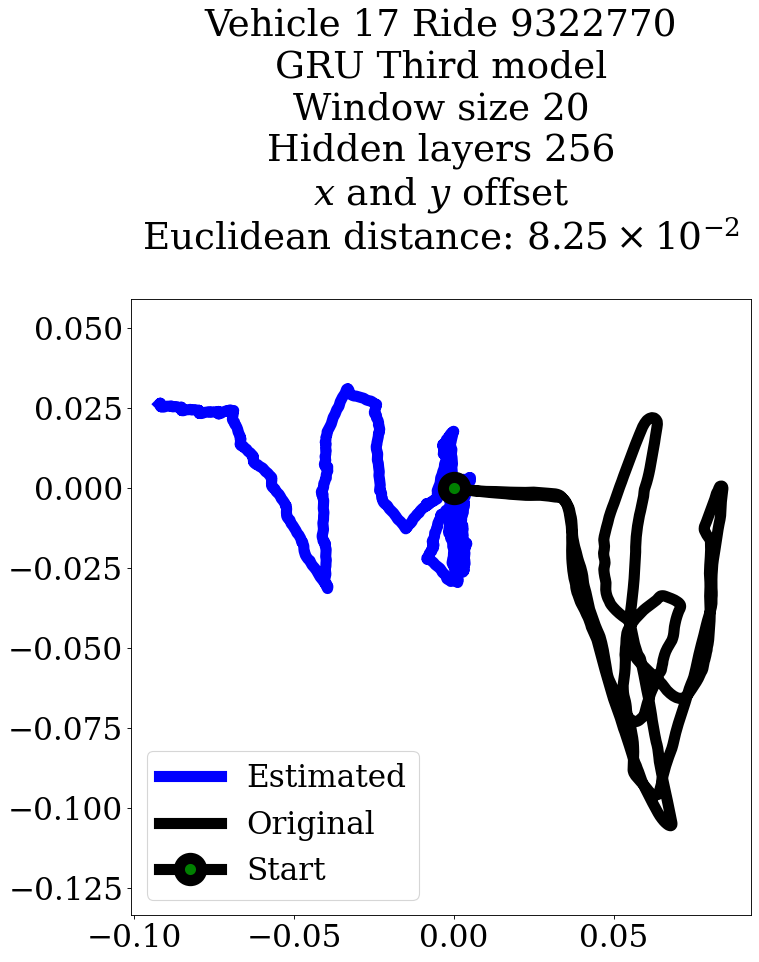 Vehicle 17 Ride 9322770
GRU Third model
Window size 20
Hidden layers 256
x and y offset
Euclidean distance: 8.25 × 10⁻²
0.050
0.025
0.000
−0.025
−0.050
−0.075
−0.100
−0.125
Estimated
Original
Start
−0.10 −0.05 0.00 0.05